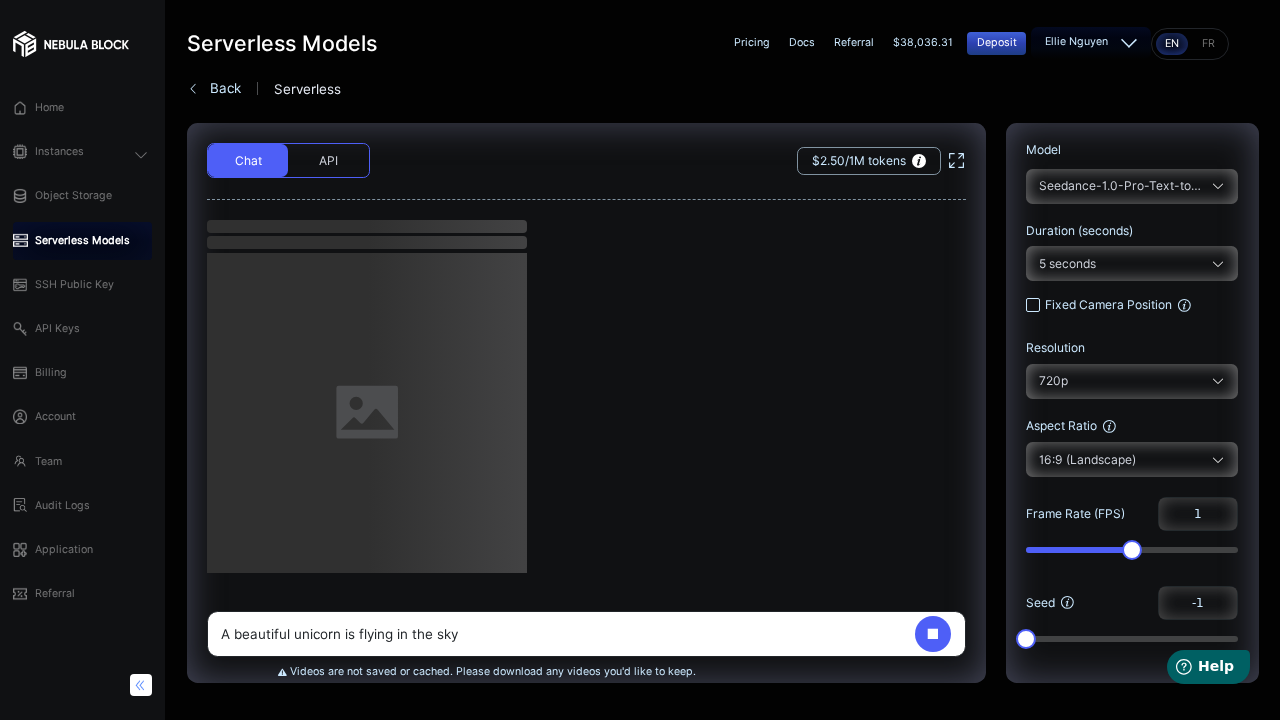 NEBULA BLOCK
Home
Instances
Object Storage
Serverless Models
SSH Public Key
API Keys
Billing
Account
Team
Audit Logs
Application
Referral
Serverless Models
Pricing
Docs
Referral
$38,036.31
Deposit
Ellie Nguyen
EN
FR
Back
Serverless
Chat
API
$2.50/1M tokens
A beautiful unicorn is flying in the sky
Videos are not saved or cached. Please download any videos you'd like to keep.
Model
Seedance-1.0-Pro-Text-to...
Duration (seconds)
5 seconds
Fixed Camera Position
Resolution
720p
Aspect Ratio
16:9 (Landscape)
Frame Rate (FPS)
1
Seed
-1
Help